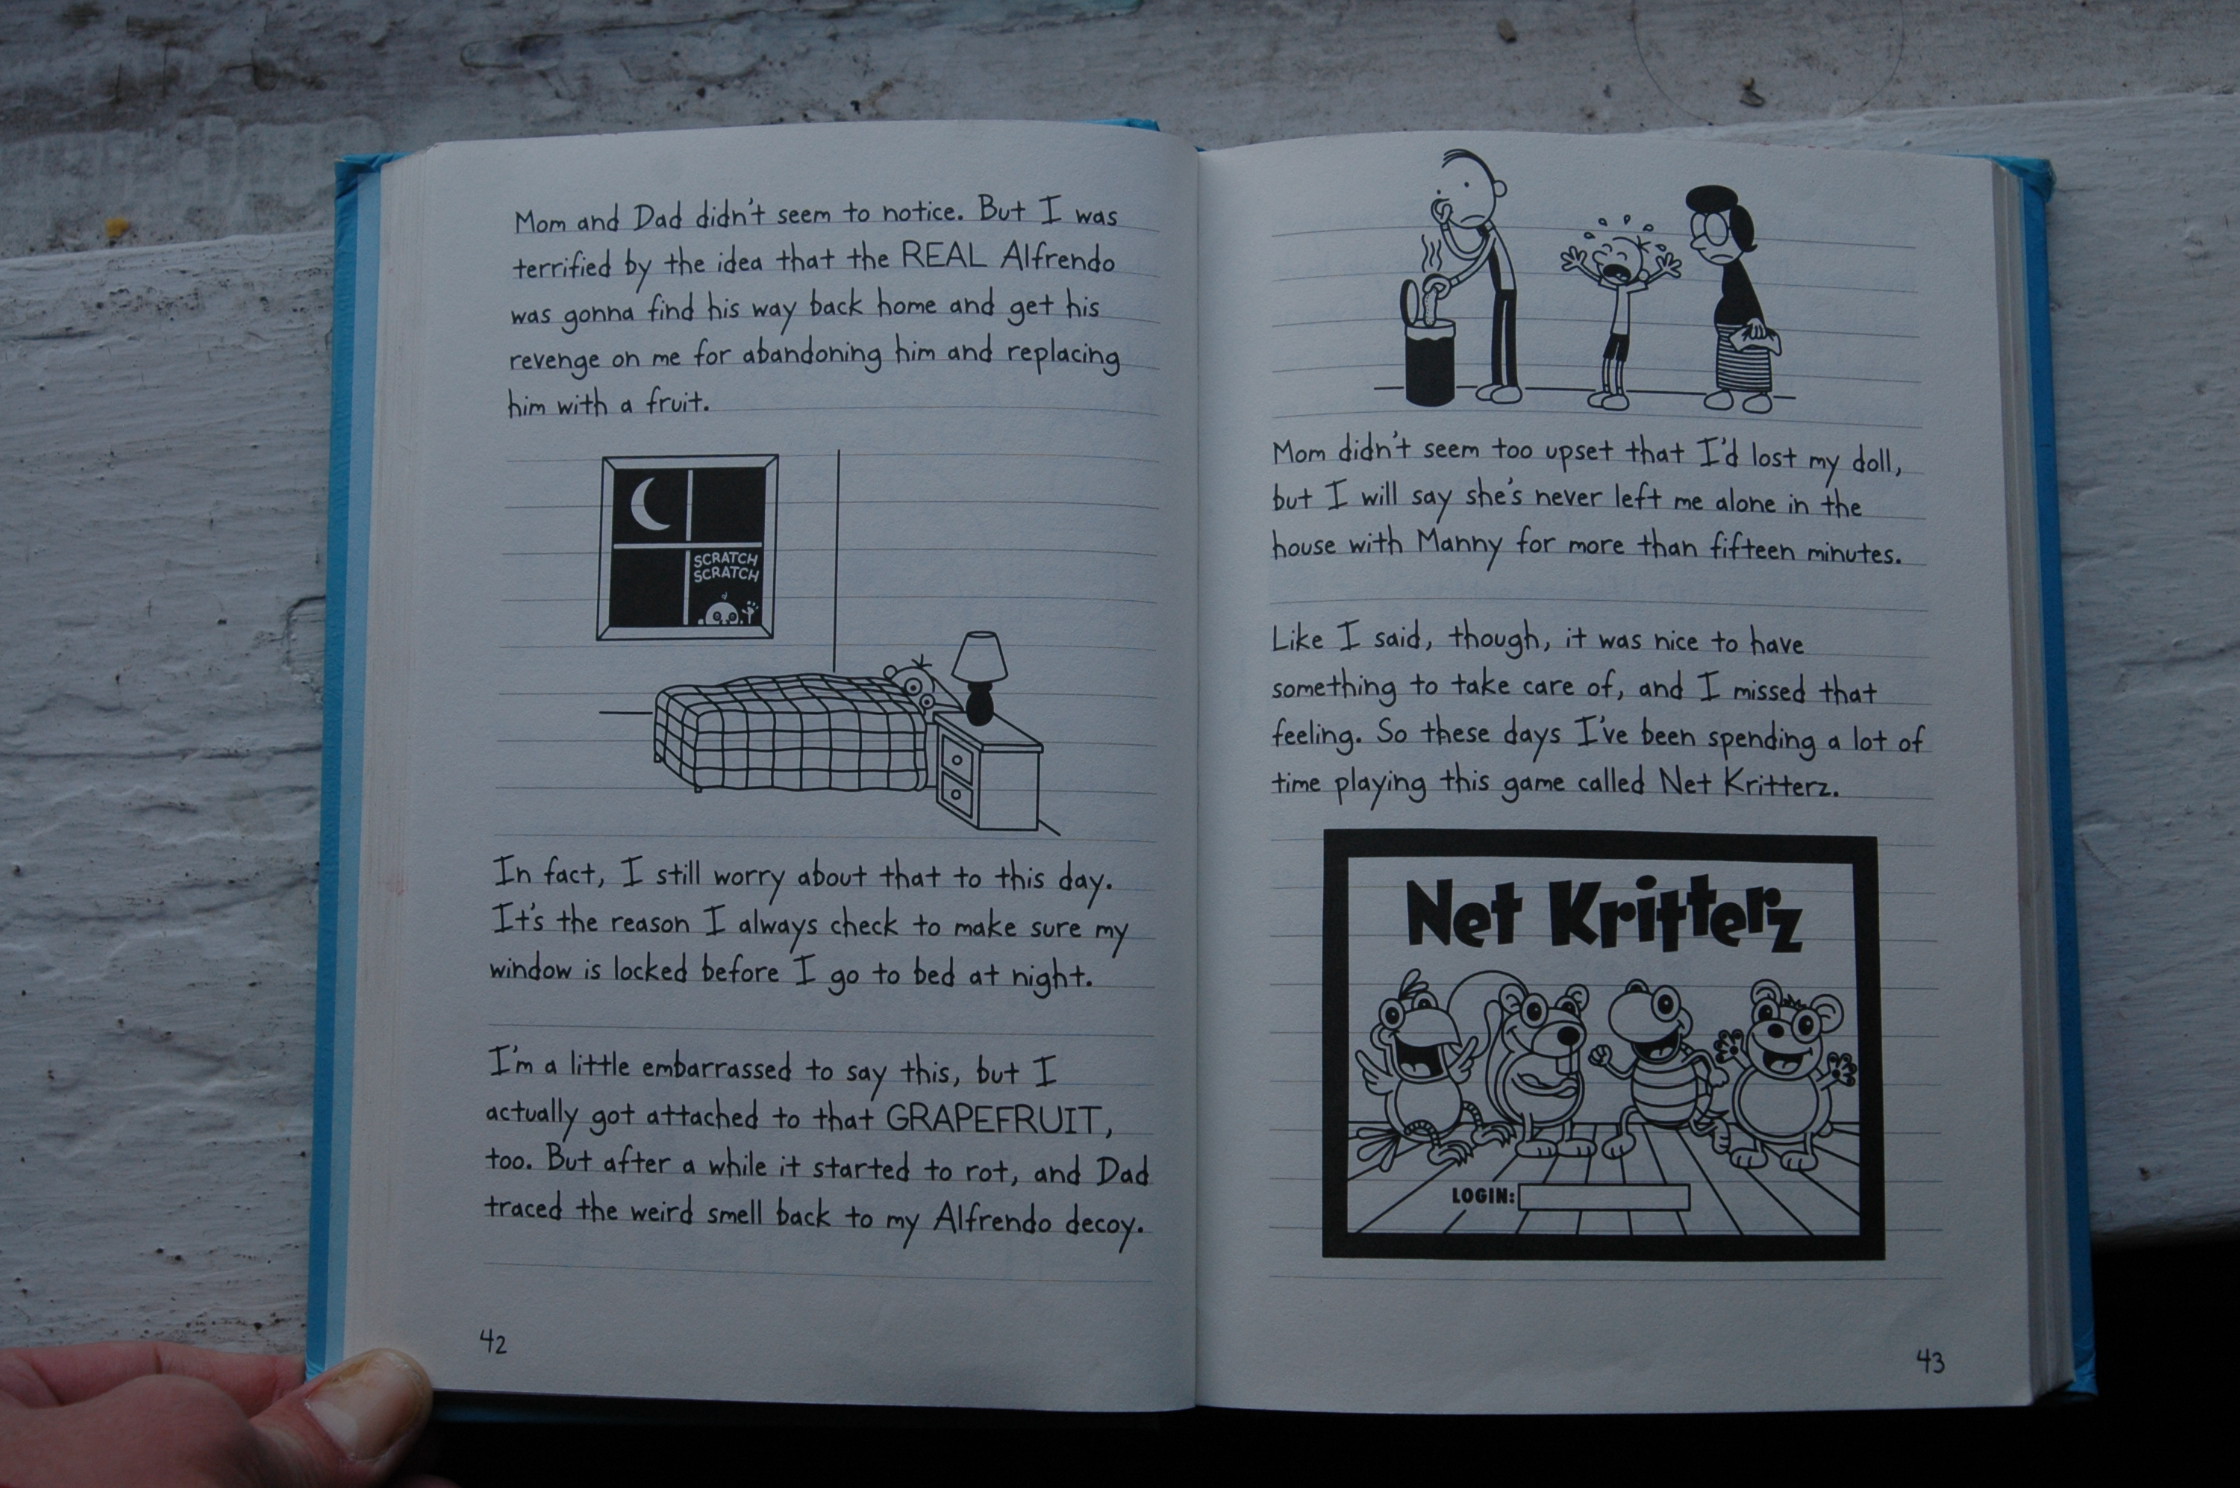 Mom and Dad didn't seem to notice. But I was
terrified by the idea that the REAL Alfrendo
was gonna find his way back home and get his
revenge on me for abandoning him and replacing
him with a fruit.
SCRATCH
SCRATCH
In fact, I still worry about that to this day.
It's the reason I always check to make sure my
window is locked before I go to bed at night.
I'm a little embarrassed to say this, but I
actually got attached to that GRAPEFRUIT,
too. But after a while it started to rot, and Dad
traced the weird smell back to my Alfrendo decoy.
42
Mom didn't seem too upset that I'd lost my doll,
but I will say she's never left me alone in the
house with Manny for more than fifteen minutes.
Like I said, though, it was nice to have
something to take care of, and I missed that
feeling. So these days I've been spending a lot of
time playing this game called Net Kritterz.
Net Kritterz
LOGIN:
43